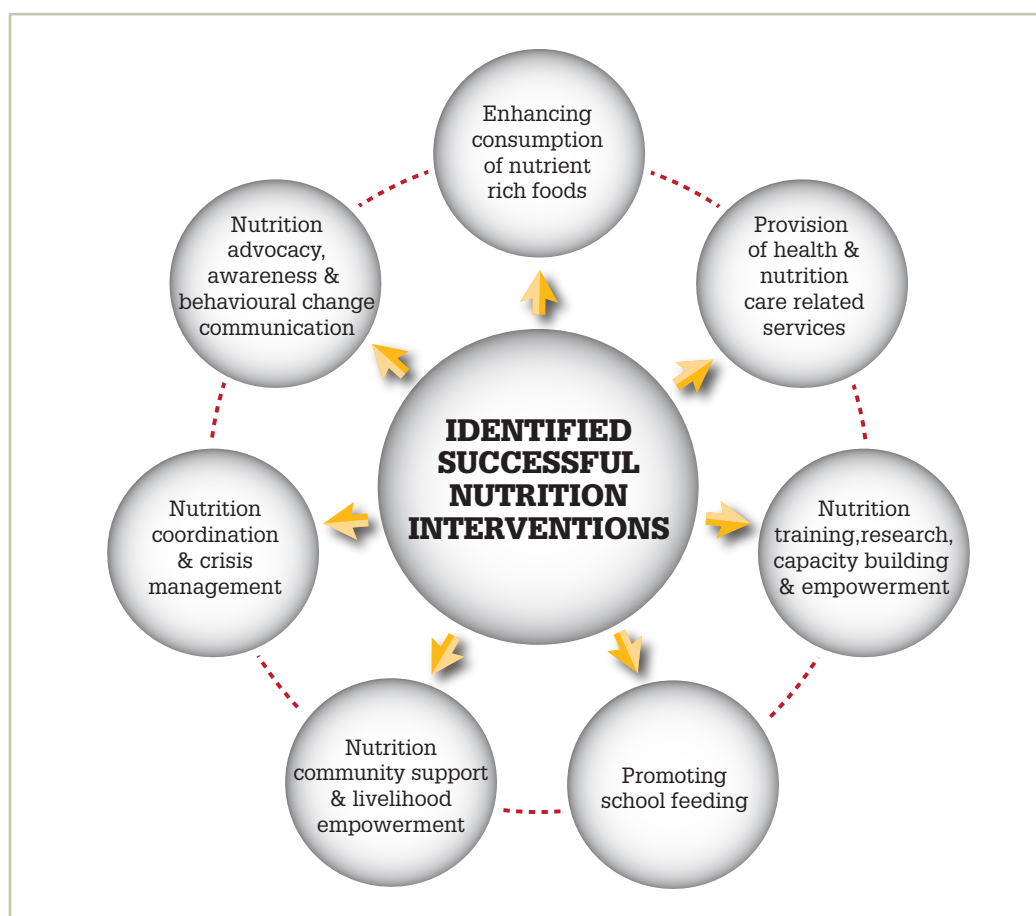 Enhancing
consumption
of nutrient
rich foods
Provision
of health &
nutrition
care related
services
Nutrition
training,research,
capacity building
& empowerment
Promoting
school feeding
Nutrition
community support
& livelihood
empowerment
Nutrition
coordination
& crisis
management
Nutrition
advocacy,
awareness &
behavioural change
communication
IDENTIFIED
SUCCESSFUL
NUTRITION
INTERVENTIONS